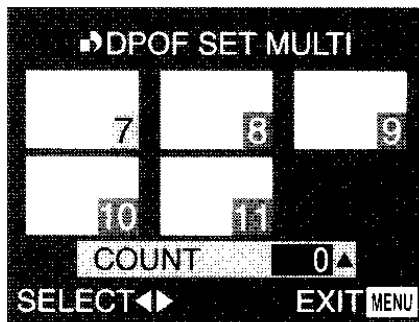 DPOF SET MULTI
7 8 9
10 11
COUNT 0▲
SELECT◀▶ EXIT MENU